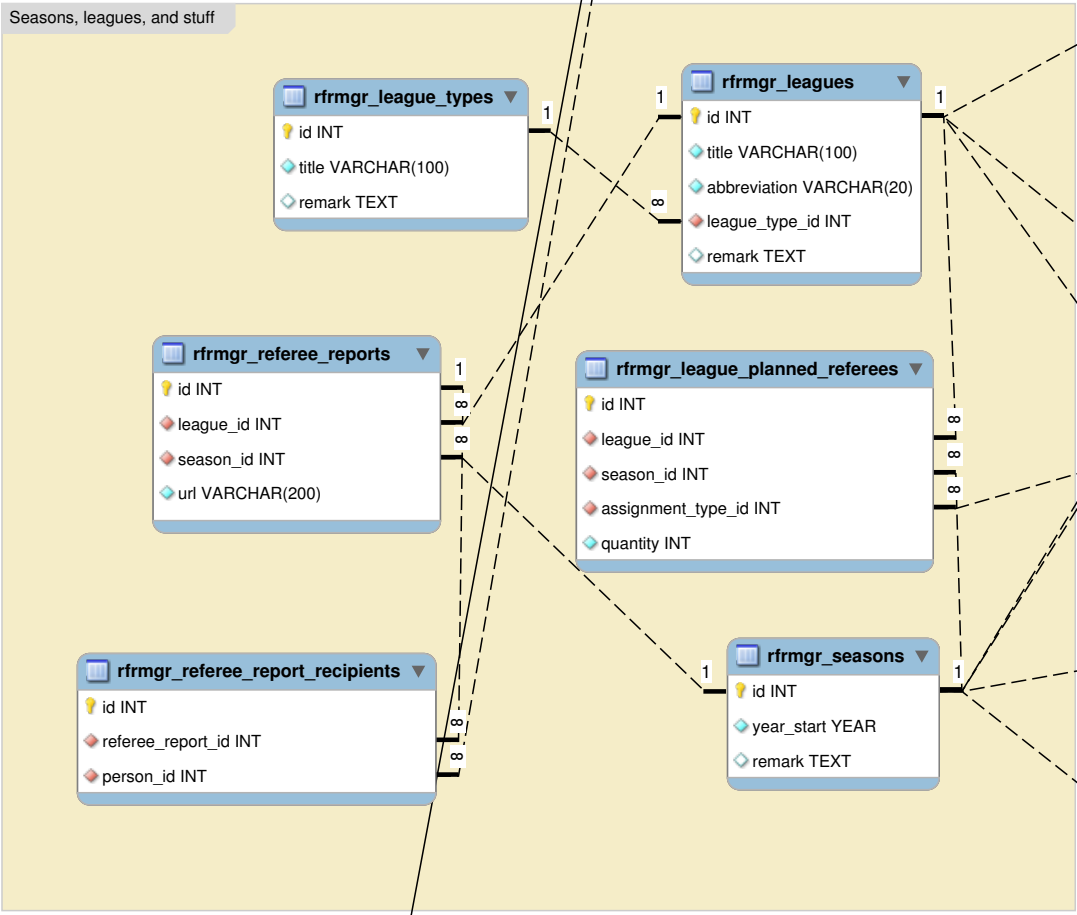 Seasons, leagues, and stuff
rfrmgr_league_types
id INT
title VARCHAR(100)
remark TEXT
1
rfrmgr_leagues
1
id INT
1
title VARCHAR(100)
abbreviation VARCHAR(20)
∞
league_type_id INT
remark TEXT
rfrmgr_referee_reports
id INT
1
league_id INT
∞
season_id INT
∞
url VARCHAR(200)
rfrmgr_league_planned_referees
id INT
league_id INT
∞
season_id INT
∞
assignment_type_id INT
∞
quantity INT
rfrmgr_referee_report_recipients
id INT
referee_report_id INT
∞
person_id INT
∞
rfrmgr_seasons
1
id INT
1
year_start YEAR
remark TEXT